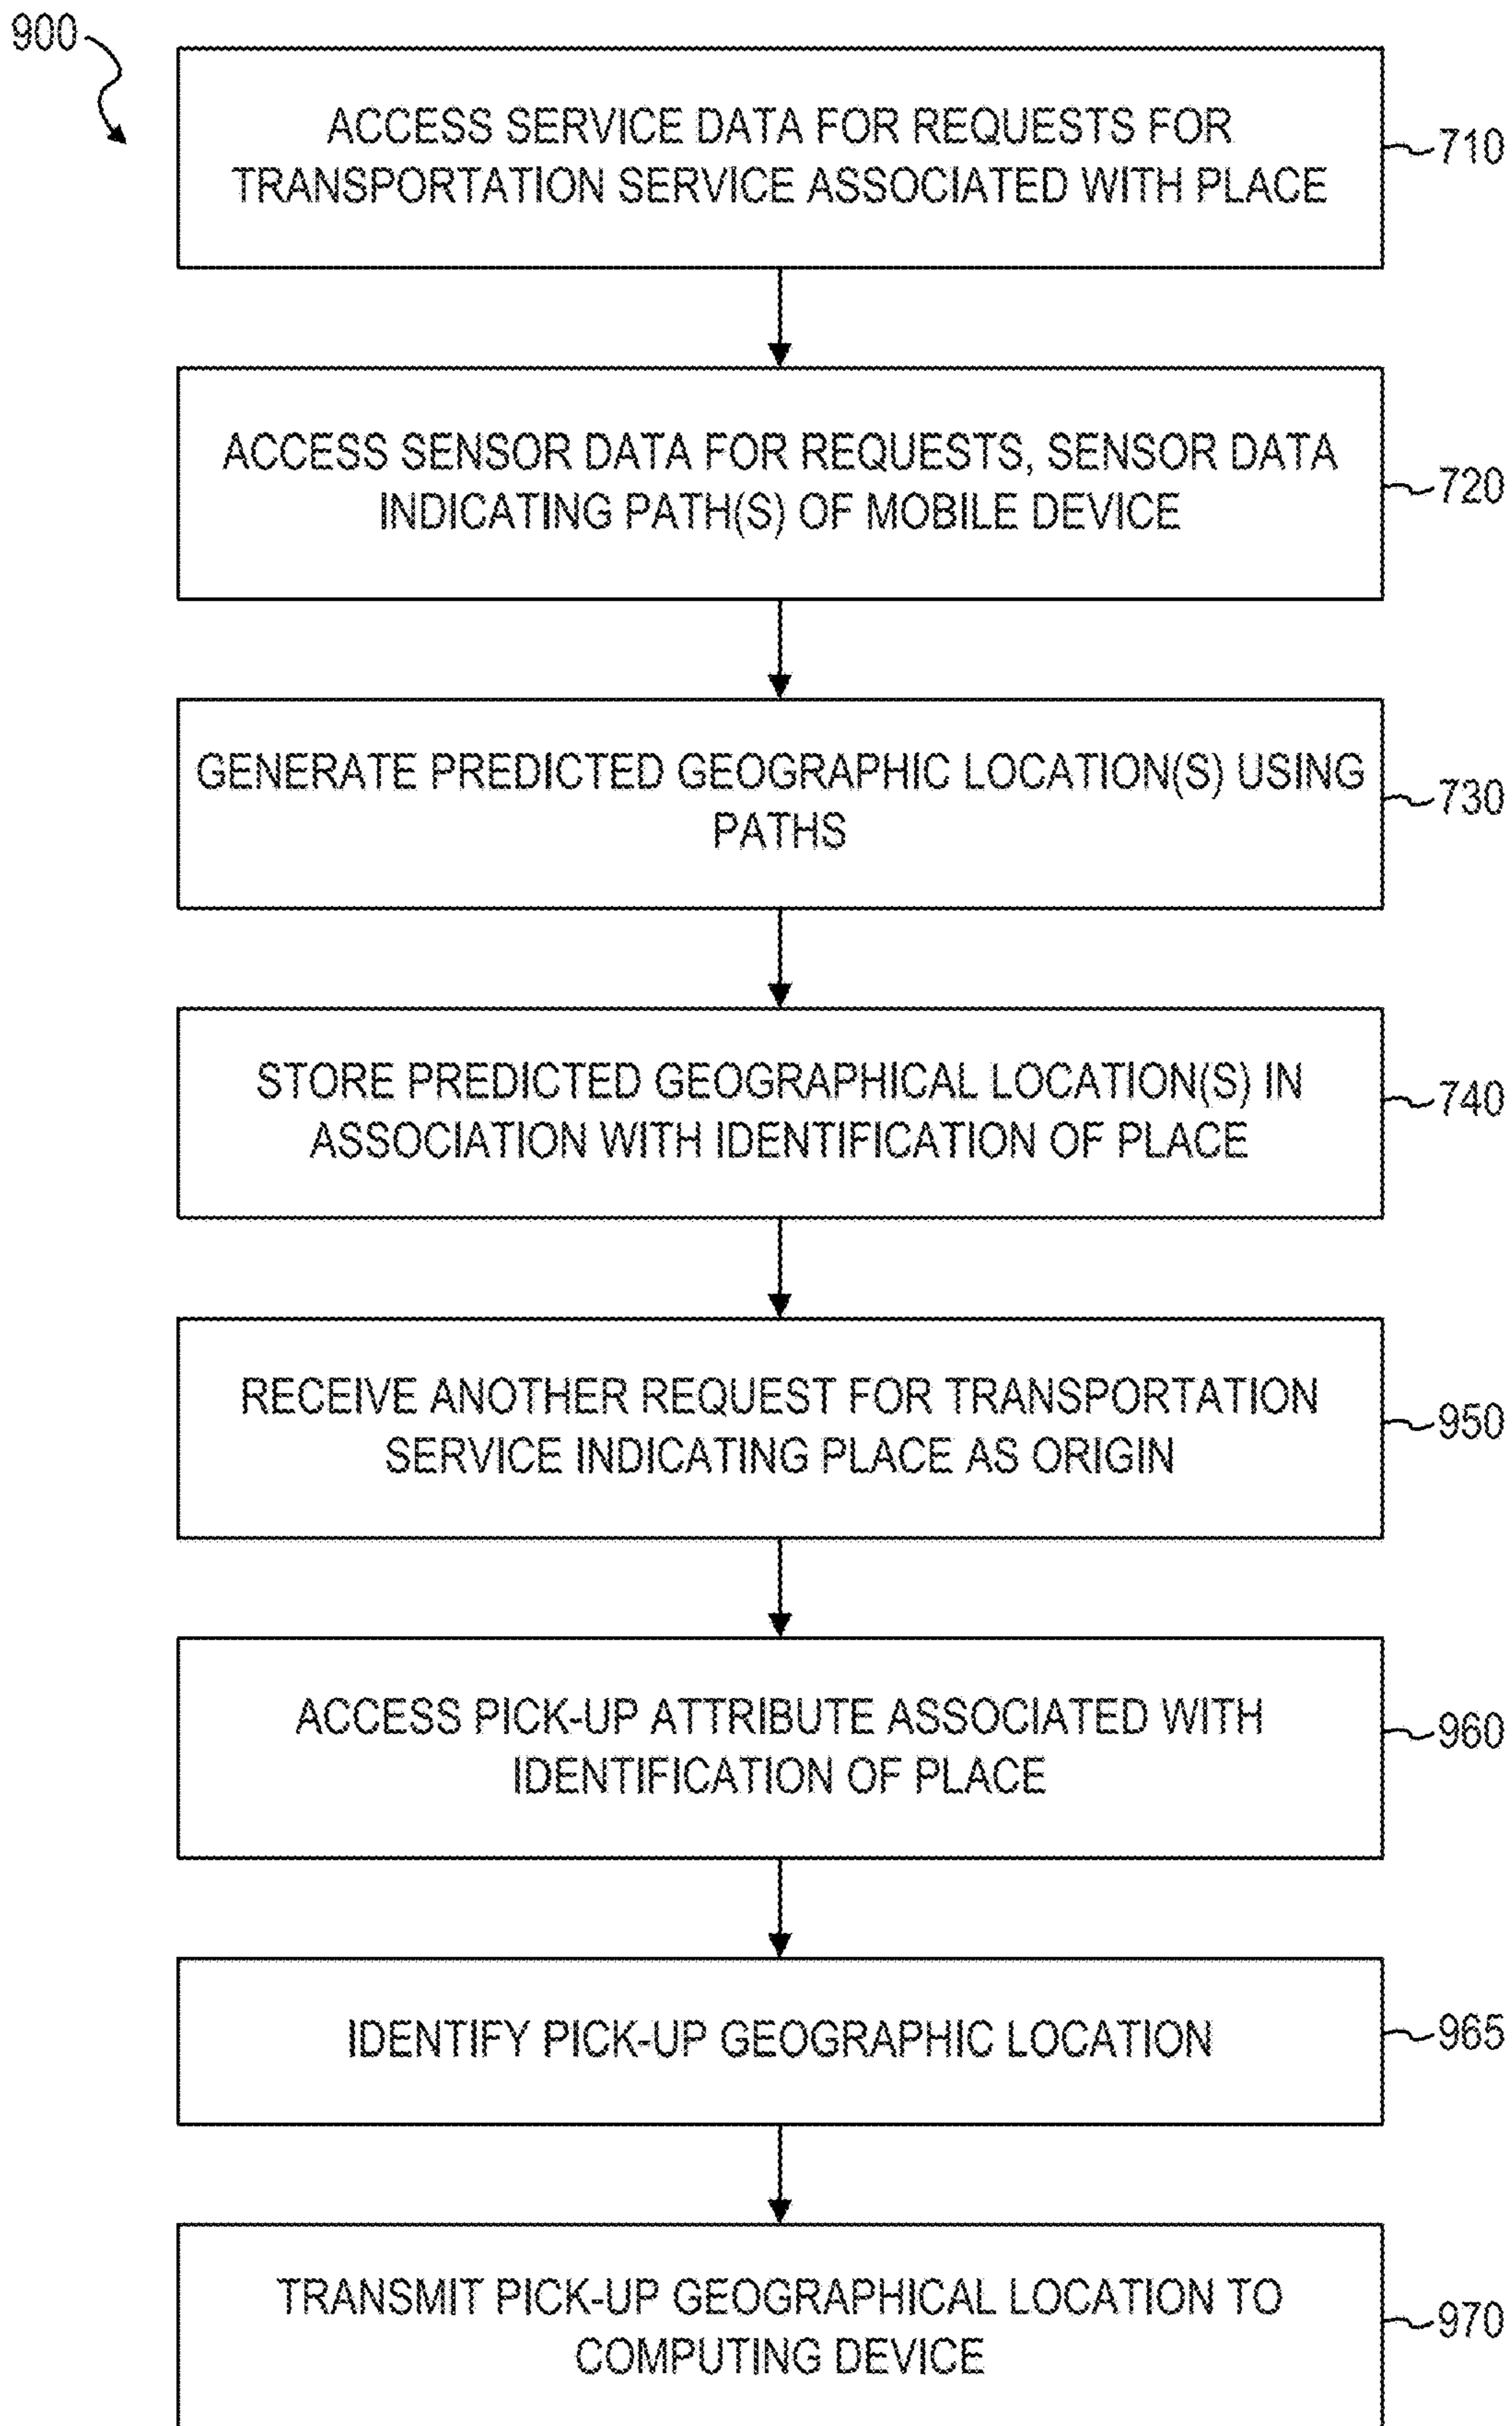 900
ACCESS SERVICE DATA FOR REQUESTS FOR
TRANSPORTATION SERVICE ASSOCIATED WITH PLACE
710
ACCESS SENSOR DATA FOR REQUESTS, SENSOR DATA
INDICATING PATH(S) OF MOBILE DEVICE
720
GENERATE PREDICTED GEOGRAPHIC LOCATION(S) USING
PATHS
730
STORE PREDICTED GEOGRAPHICAL LOCATION(S) IN
ASSOCIATION WITH IDENTIFICATION OF PLACE
740
RECEIVE ANOTHER REQUEST FOR TRANSPORTATION
SERVICE INDICATING PLACE AS ORIGIN
950
ACCESS PICK-UP ATTRIBUTE ASSOCIATED WITH
IDENTIFICATION OF PLACE
960
IDENTIFY PICK-UP GEOGRAPHIC LOCATION
965
TRANSMIT PICK-UP GEOGRAPHICAL LOCATION TO
COMPUTING DEVICE
970